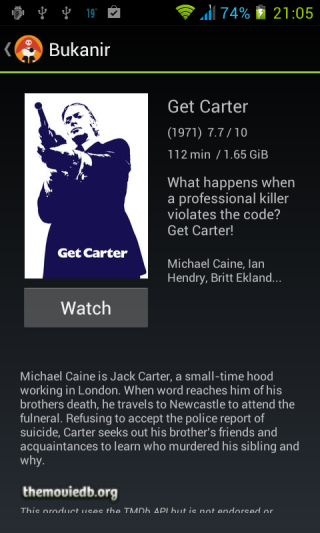 19° 74% 21:05
Bukanir
Get Carter
(1971) 7.7 / 10
112 min / 1.65 GiB
What happens when
a professional killer
violates the code?
Get Carter!
Michael Caine, Ian
Hendry, Britt Ekland...
Get Carter
Watch
Michael Caine is Jack Carter, a small-time hood
working in London. When word reaches him of his
brothers death, he travels to Newcastle to attend the
funeral. Refusing to accept the police report of
suicide, Carter seeks out his brother's friends and
acquaintances to learn who murdered his sibling and
why.
themoviedb.org
This product uses the TMDb API but is not endorsed or